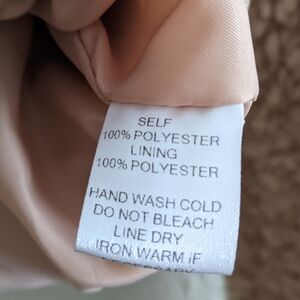 SELF
100% POLYESTER
LINING
100% POLYESTER
HAND WASH COLD
DO NOT BLEACH
LINE DRY
IRON WARM IF